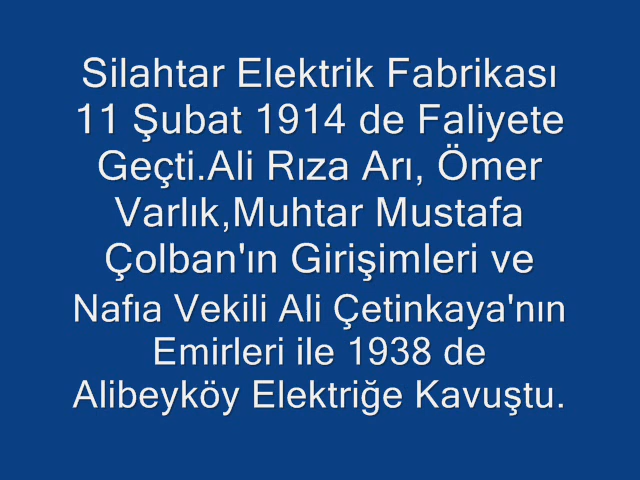 Silahtar Elektrik Fabrikası
11 Şubat 1914 de Faliyete
Geçti.Ali Rıza Arı, Ömer
Varlık,Muhtar Mustafa
Çolban'ın Girişimleri ve
Nafıa Vekili Ali Çetinkaya'nın
Emirleri ile 1938 de
Alibeyköy Elektriğe Kavuştu.